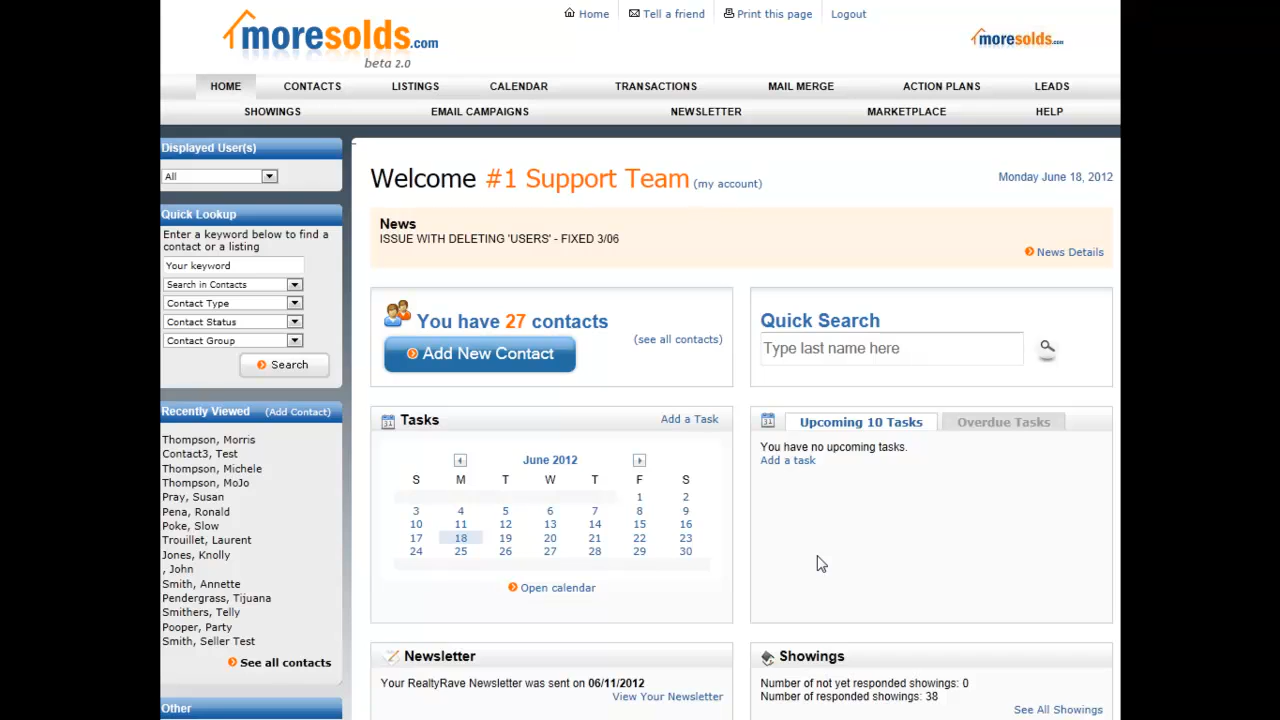 Home Tell a friend Print this page Logout
moresolds.com
beta 2.0
moresolds.com
HOME CONTACTS LISTINGS CALENDAR TRANSACTIONS MAIL MERGE ACTION PLANS LEADS
SHOWINGS EMAIL CAMPAIGNS NEWSLETTER MARKETPLACE HELP
Displayed User(s)
All
Quick Lookup
Enter a keyword below to find a
contact or a listing
Your keyword
Search in Contacts
Contact Type
Contact Status
Contact Group
Search
Recently Viewed (Add Contact)
Thompson, Morris
Contact3, Test
Thompson, Michele
Thompson, MoJo
Pray, Susan
Pena, Ronald
Poke, Slow
Trouillet, Laurent
Jones, Knolly
, John
Smith, Annette
Pendergrass, Tijuana
Smithers, Telly
Pooper, Party
Smith, Seller Test
See all contacts
Other
Welcome #1 Support Team (my account)
Monday June 18, 2012
News
ISSUE WITH DELETING 'USERS' - FIXED 3/06
News Details
You have 27 contacts
(see all contacts)
Add New Contact
Quick Search
Type last name here
31 Tasks Add a Task
June 2012
S M T W T F S
1 2
3 4 5 6 7 8 9
10 11 12 13 14 15 16
17 18 19 20 21 22 23
24 25 26 27 28 29 30
Open calendar
31 Upcoming 10 Tasks Overdue Tasks
You have no upcoming tasks.
Add a task
Newsletter
Your RealtyRave Newsletter was sent on 06/11/2012
View Your Newsletter
Showings
Number of not yet responded showings: 0
Number of responded showings: 38
See All Showings